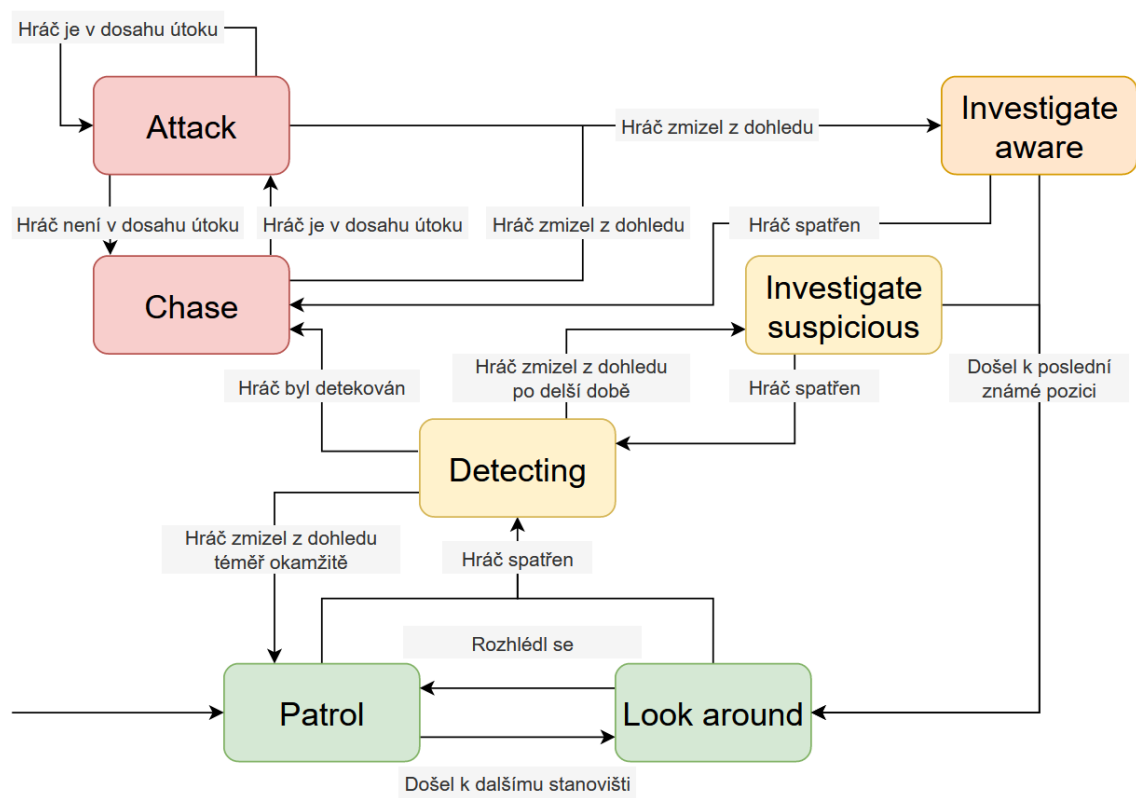 Hráč je v dosahu útoku
Attack
Hráč zmizel z dohledu
Investigate
aware
Hráč není v dosahu útoku
Hráč je v dosahu útoku
Hráč zmizel z dohledu
Hráč spatřen
Chase
Investigate
suspicious
Hráč byl detekován
Hráč zmizel z dohledu
po delší době
Hráč spatřen
Došel k poslední
známé pozici
Detecting
Hráč zmizel z dohledu
téměř okamžitě
Hráč spatřen
Rozhlédl se
Patrol
Look around
Došel k dalšímu stanovišti